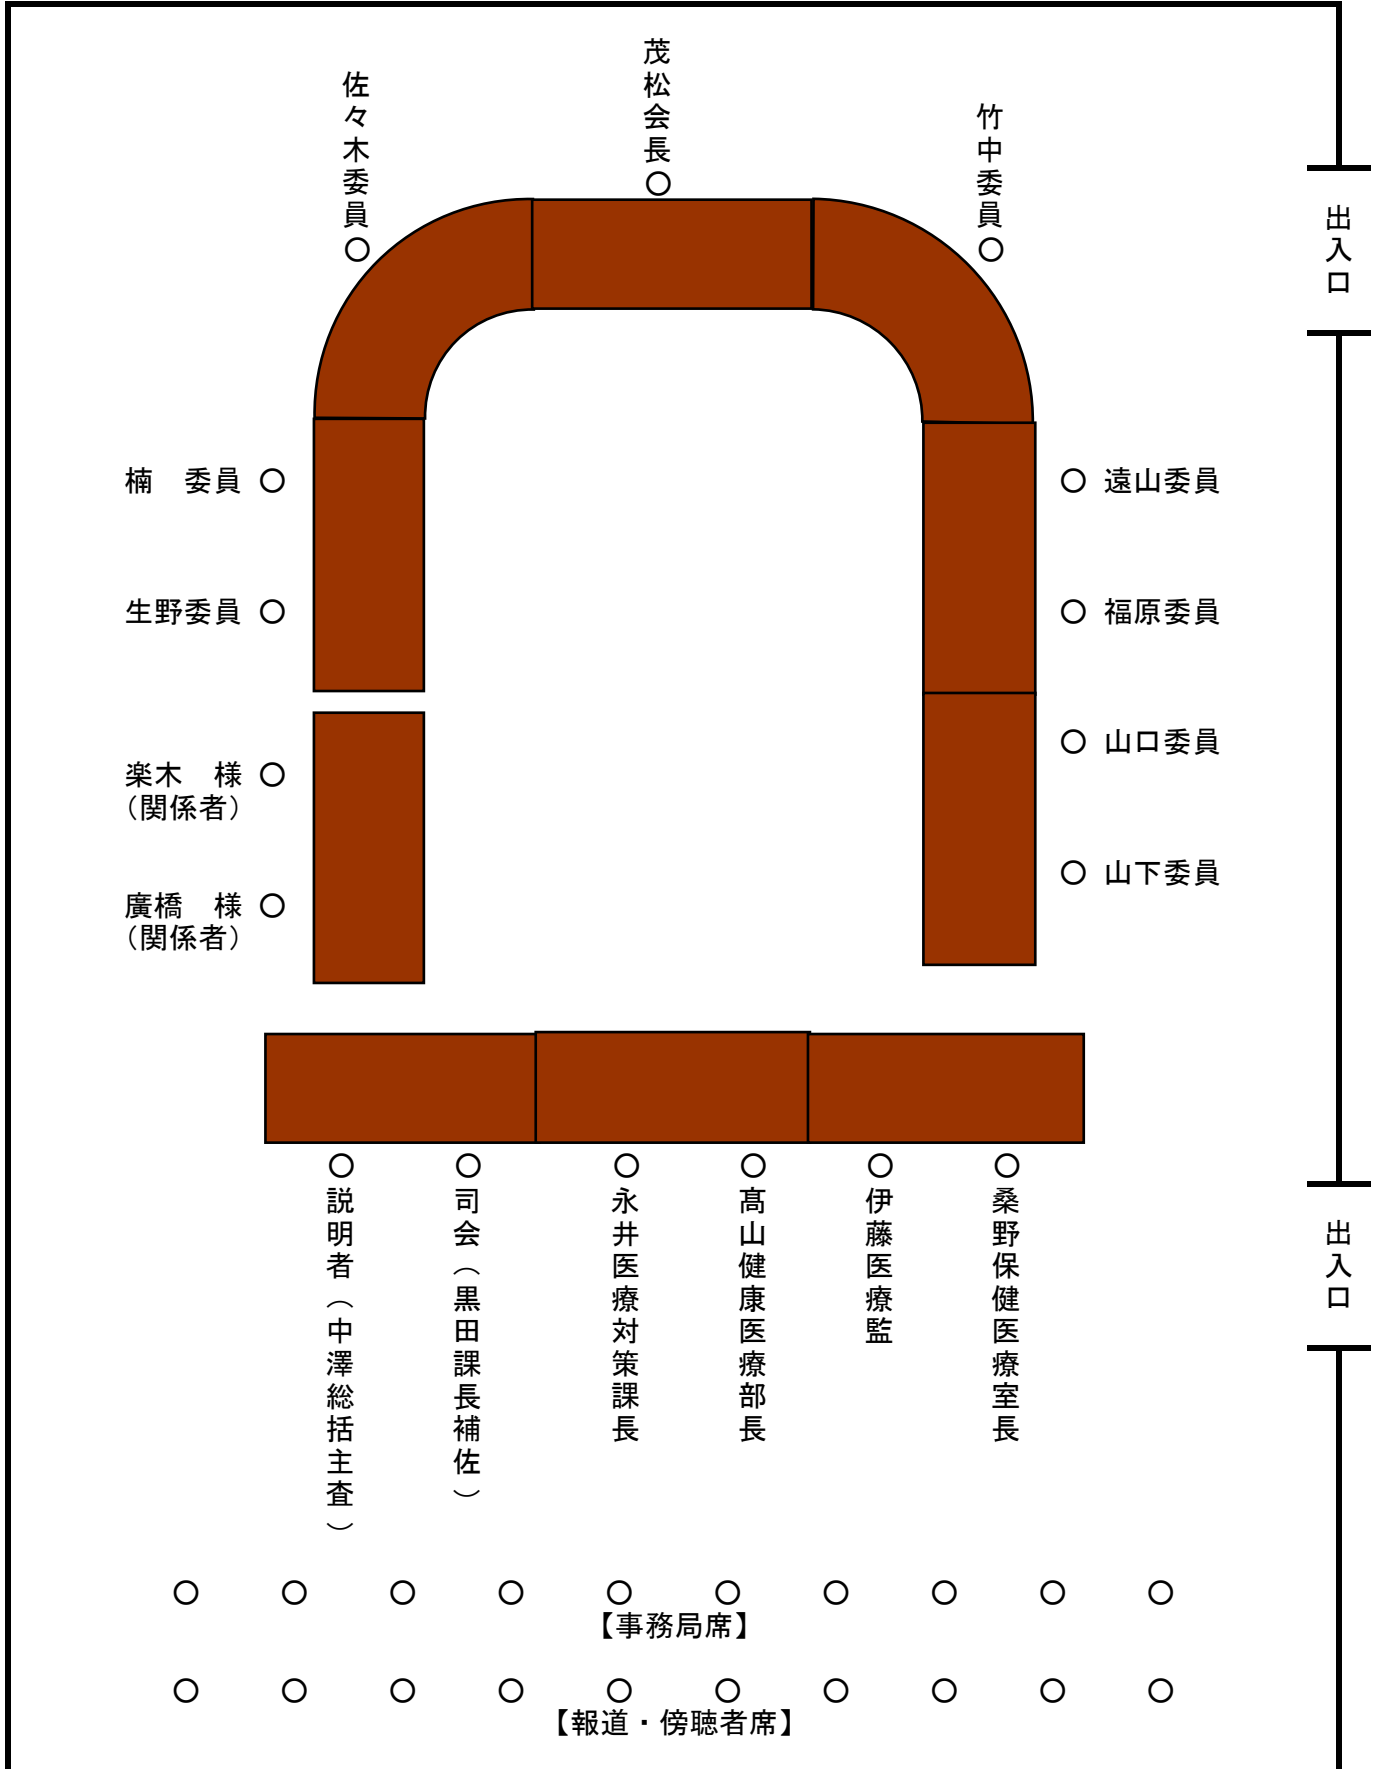 茂松会長○
佐々木委員○
竹中委員○
出入口
楠　委員 ○
○ 遠山委員
生野委員 ○
○ 福原委員
○ 山口委員
楽木　様 ○
（関係者）
○ 山下委員
廣橋　様 ○
（関係者）
○説明者（中澤総括主査）
○司会（黒田課長補佐）
○永井医療対策課長
○髙山健康医療部長
○伊藤医療監
○桑野保健医療室長
出入口
○ ○ ○ ○ ○ ○ ○ ○ ○ ○
【事務局席】
○ ○ ○ ○ ○ ○ ○ ○ ○ ○
【報道・傍聴者席】